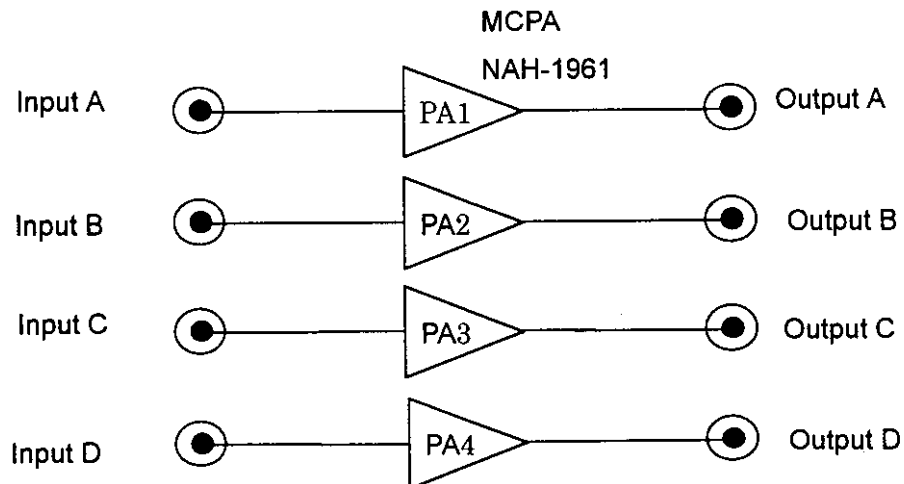 MCPA
NAH-1961
Input A
PA1
Output A
Input B
PA2
Output B
Input C
PA3
Output C
Input D
PA4
Output D